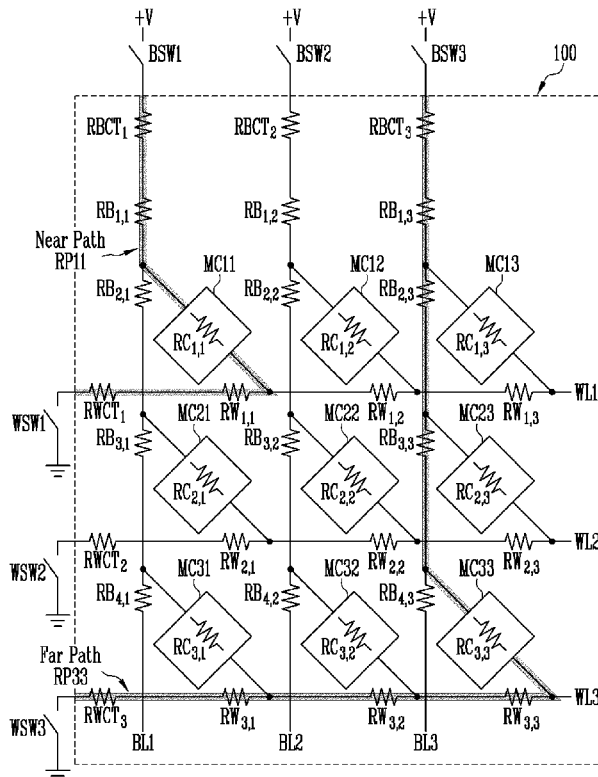 +V +V +V
BSW1 BSW2 BSW3
100
RBCT1 RBCT2 RBCT3
RB1,1 RB1,2 RB1,3
Near Path
RP11
MC11 MC12 MC13
RB2,1 RB2,2 RB2,3
RC1,1 RC1,2 RC1,3
WL1
WSW1 RWCT1 RW1,1 RW1,2 RW1,3
MC21 MC22 MC23
RB3,1 RB3,2 RB3,3
RC2,1 RC2,2 RC2,3
WL2
WSW2 RWCT2 RW2,1 RW2,2 RW2,3
MC31 MC32 MC33
RB4,1 RB4,2 RB4,3
RC3,1 RC3,2 RC3,3
Far Path
RP33
WL3
WSW3 RWCT3 RW3,1 RW3,2 RW3,3
BL1 BL2 BL3